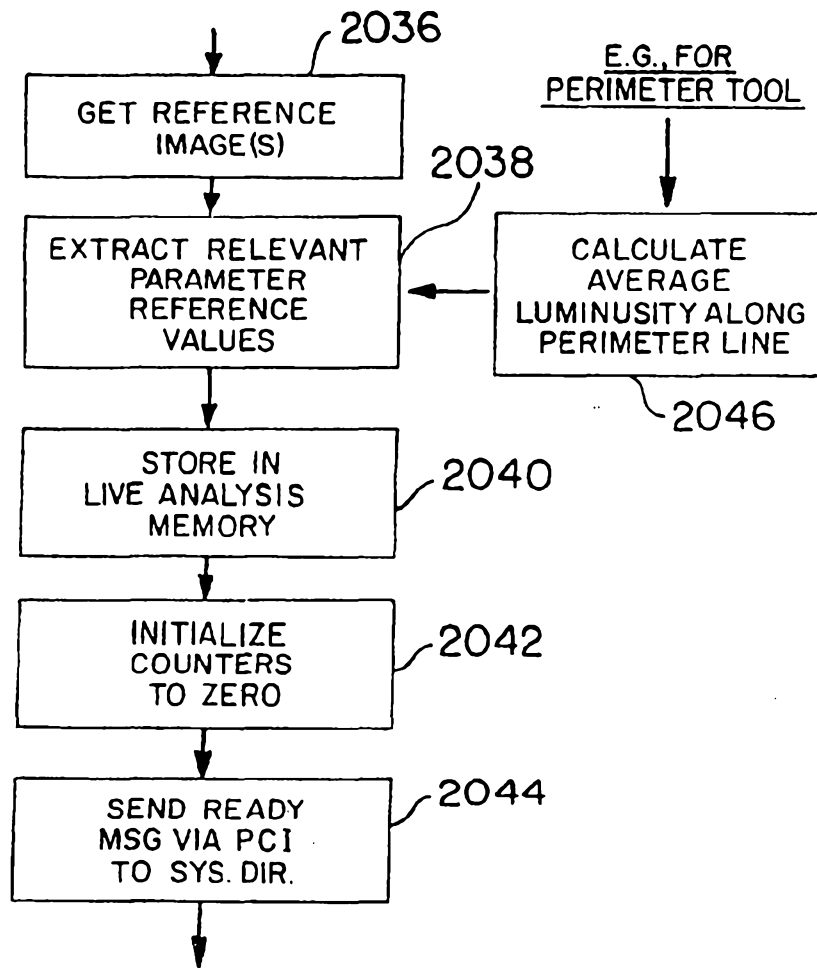 2036
GET REFERENCE
IMAGE(S)
E.G., FOR
PERIMETER TOOL
2038
EXTRACT RELEVANT
PARAMETER
REFERENCE
VALUES
CALCULATE
AVERAGE
LUMINUSITY ALONG
PERIMETER LINE
2046
STORE IN
LIVE ANALYSIS
MEMORY
2040
INITIALIZE
COUNTERS
TO ZERO
2042
SEND READY
MSG VIA PCI
TO SYS. DIR.
2044